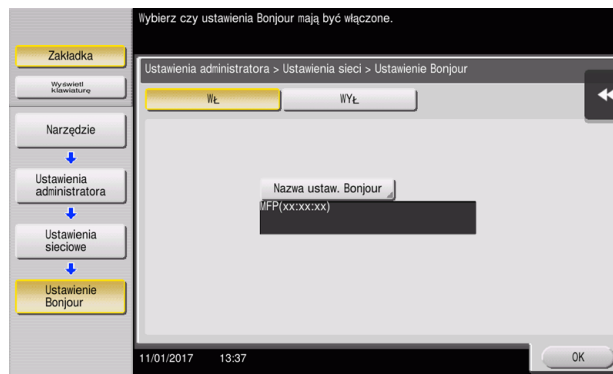 Wybierz czy ustawienia Bonjour mają być włączone.
Zakładka
Wyświetl
klawiaturę
Narzędzie
Ustawienia
administratora
Ustawienia
sieciowe
Ustawienie
Bonjour
Ustawienia administratora > Ustawienia sieci > Ustawienie Bonjour
WŁ
WYŁ
Nazwa ustaw. Bonjour
MFP(xx:xx:xx)
11/01/2017 13:37
OK